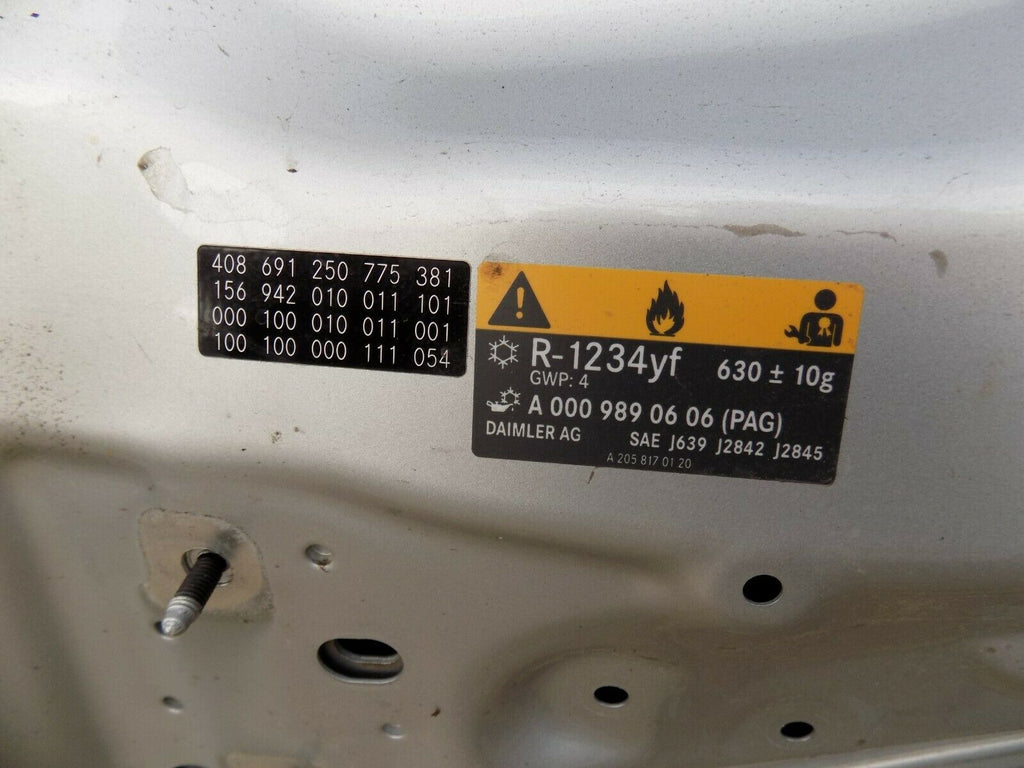 408 691 250 775 381
156 942 010 011 101
000 100 010 011 001
100 100 000 111 054
R-1234yf 630 ± 10g
GWP: 4
A 000 989 06 06 (PAG)
DAIMLER AG SAE J639 J2842 J2845
A 205 817 01 20